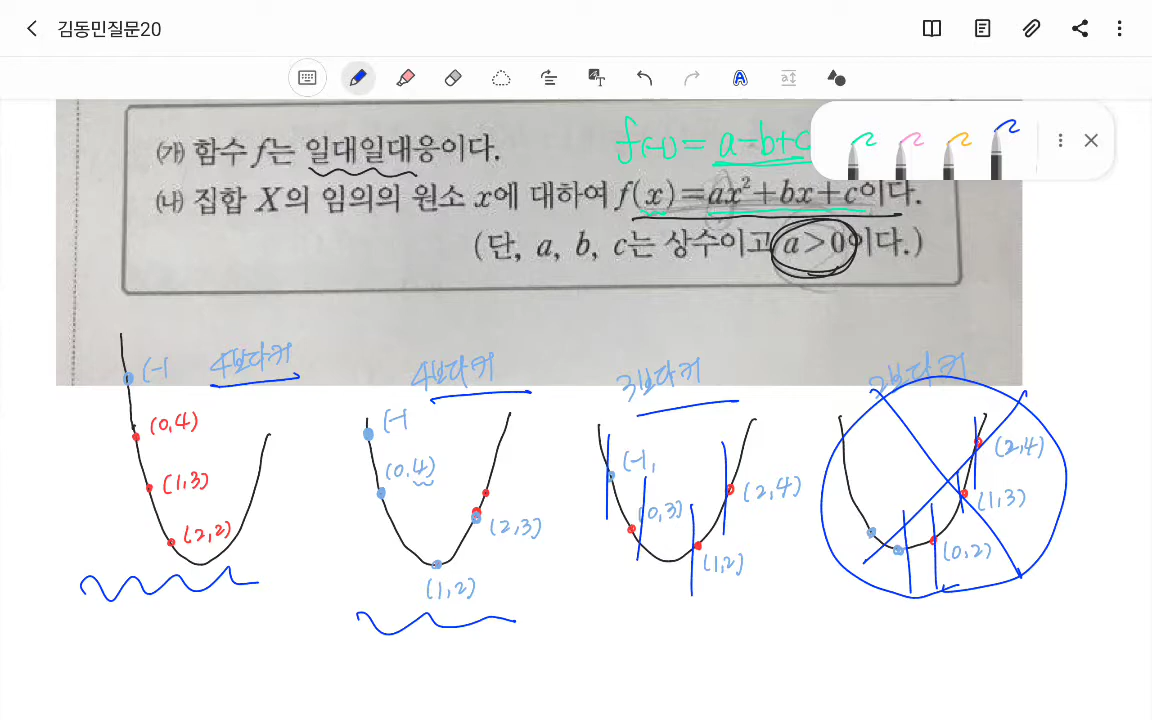 김동민질문20
(가) 함수 f는 일대일대응이다.
f(-1)= a-b+c
(나) 집합 X의 임의의 원소 x에 대하여 f(x)=ax²+bx+c이다.
(단, a, b, c는 상수이고 a>0이다.)
4보다커
(-1
(0,4)
(1,3)
(2,2)
4보다커
(-1
(0,4)
(2,3)
(1,2)
3보다커
(-1,
(0,3)
(2,4)
(1,2)
2보다커
(2,4)
(1,3)
(0,2)